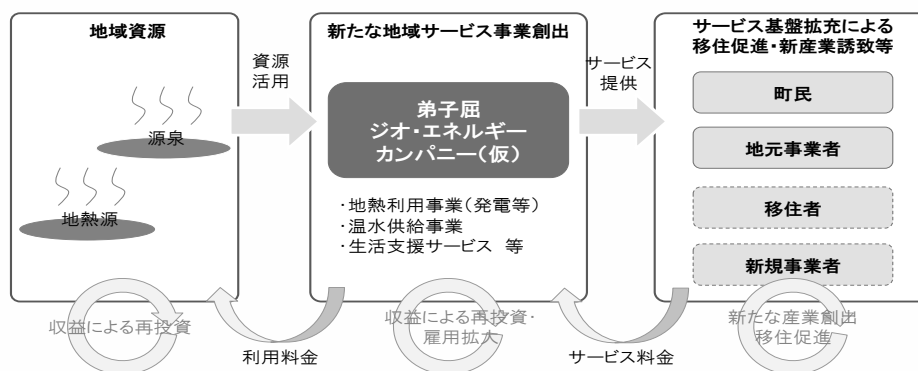 地域資源
源泉
地熱源
収益による再投資
資源
活用
新たな地域サービス事業創出
弟子屈
ジオ・エネルギー
カンパニー(仮)
・地熱利用事業(発電等)
・温水供給事業
・生活支援サービス 等
収益による再投資・
雇用拡大
利用料金
サービス
提供
サービス基盤拡充による
移住促進・新産業誘致等
町民
地元事業者
移住者
新規事業者
新たな産業創出
移住促進
サービス料金